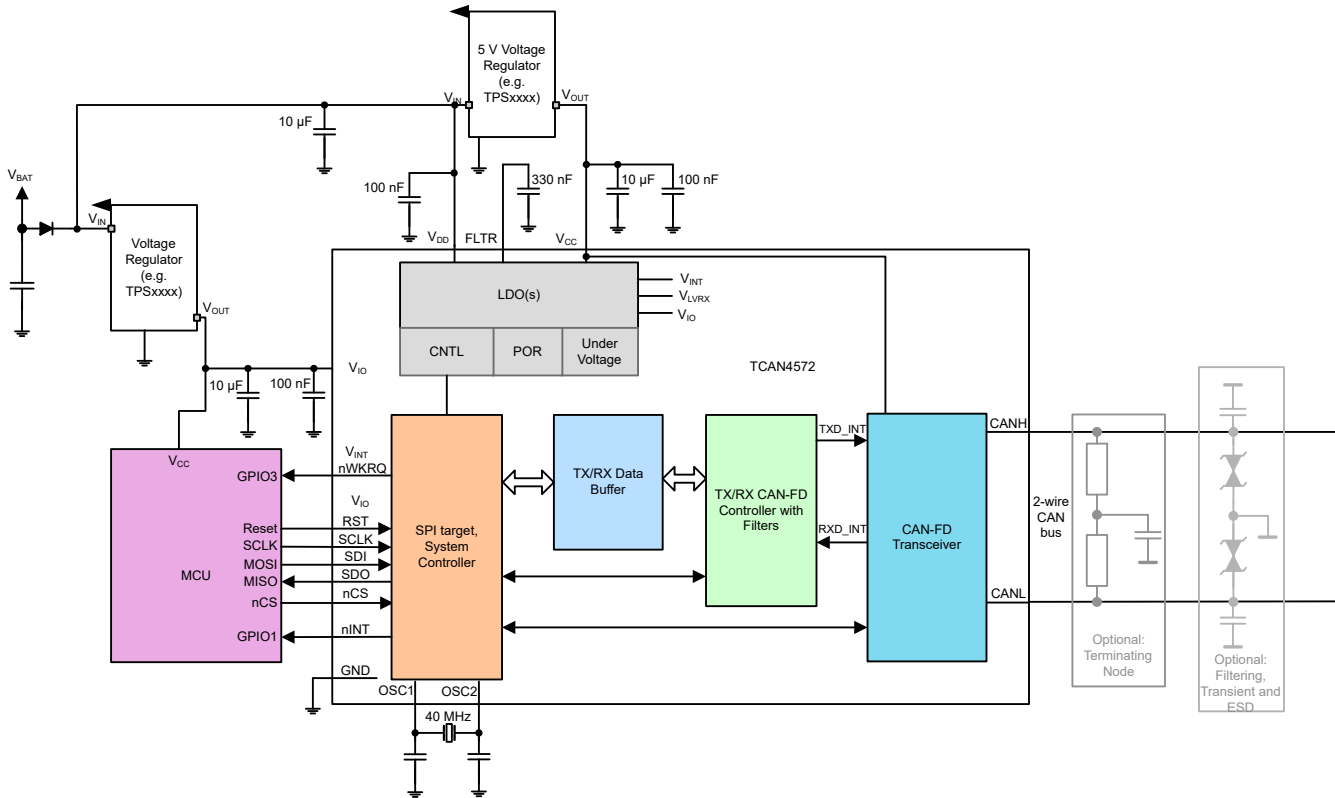 5 V Voltage
Regulator
(e.g.
TPSxxxx)
VIN
VOUT
10 µF
100 nF
330 nF
10 µF
100 nF
VBAT
VIN
Voltage
Regulator
(e.g.
TPSxxxx)
VOUT
VDD
FLTR
VCC
LDO(s)
VINT
VLVRX
VIO
CNTL
POR
Under
Voltage
TCAN4572
VIO
10 µF
100 nF
VCC
MCU
GPIO3
Reset
SCLK
MOSI
MISO
nCS
GPIO1
VINT
nWKRQ
VIO
RST
SCLK
SDI
SDO
nCS
nINT
GND
SPI target,
System
Controller
TX/RX Data
Buffer
TX/RX CAN-FD
Controller with
Filters
TXD_INT
RXD_INT
CAN-FD
Transceiver
CANH
CANL
2-wire
CAN
bus
Optional:
Terminating
Node
Optional:
Filtering,
Transient and
ESD
OSC1
OSC2
40 MHz